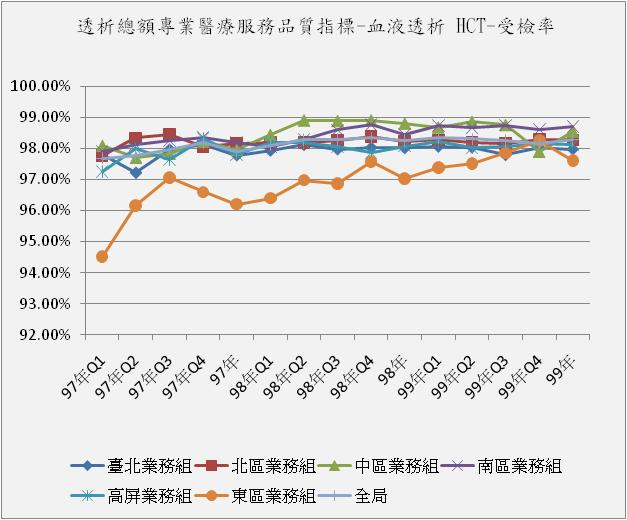 透析總額專業醫療服務品質指標-血液透析 HCT-受檢率
100.00%
99.00%
98.00%
97.00%
96.00%
95.00%
94.00%
93.00%
92.00%
97年Q1
97年Q2
97年Q3
97年Q4
97年
98年Q1
98年Q2
98年Q3
98年Q4
98年
99年Q1
99年Q2
99年Q3
99年Q4
99年
臺北業務組 北區業務組 中區業務組 南區業務組
高屏業務組 東區業務組 全局